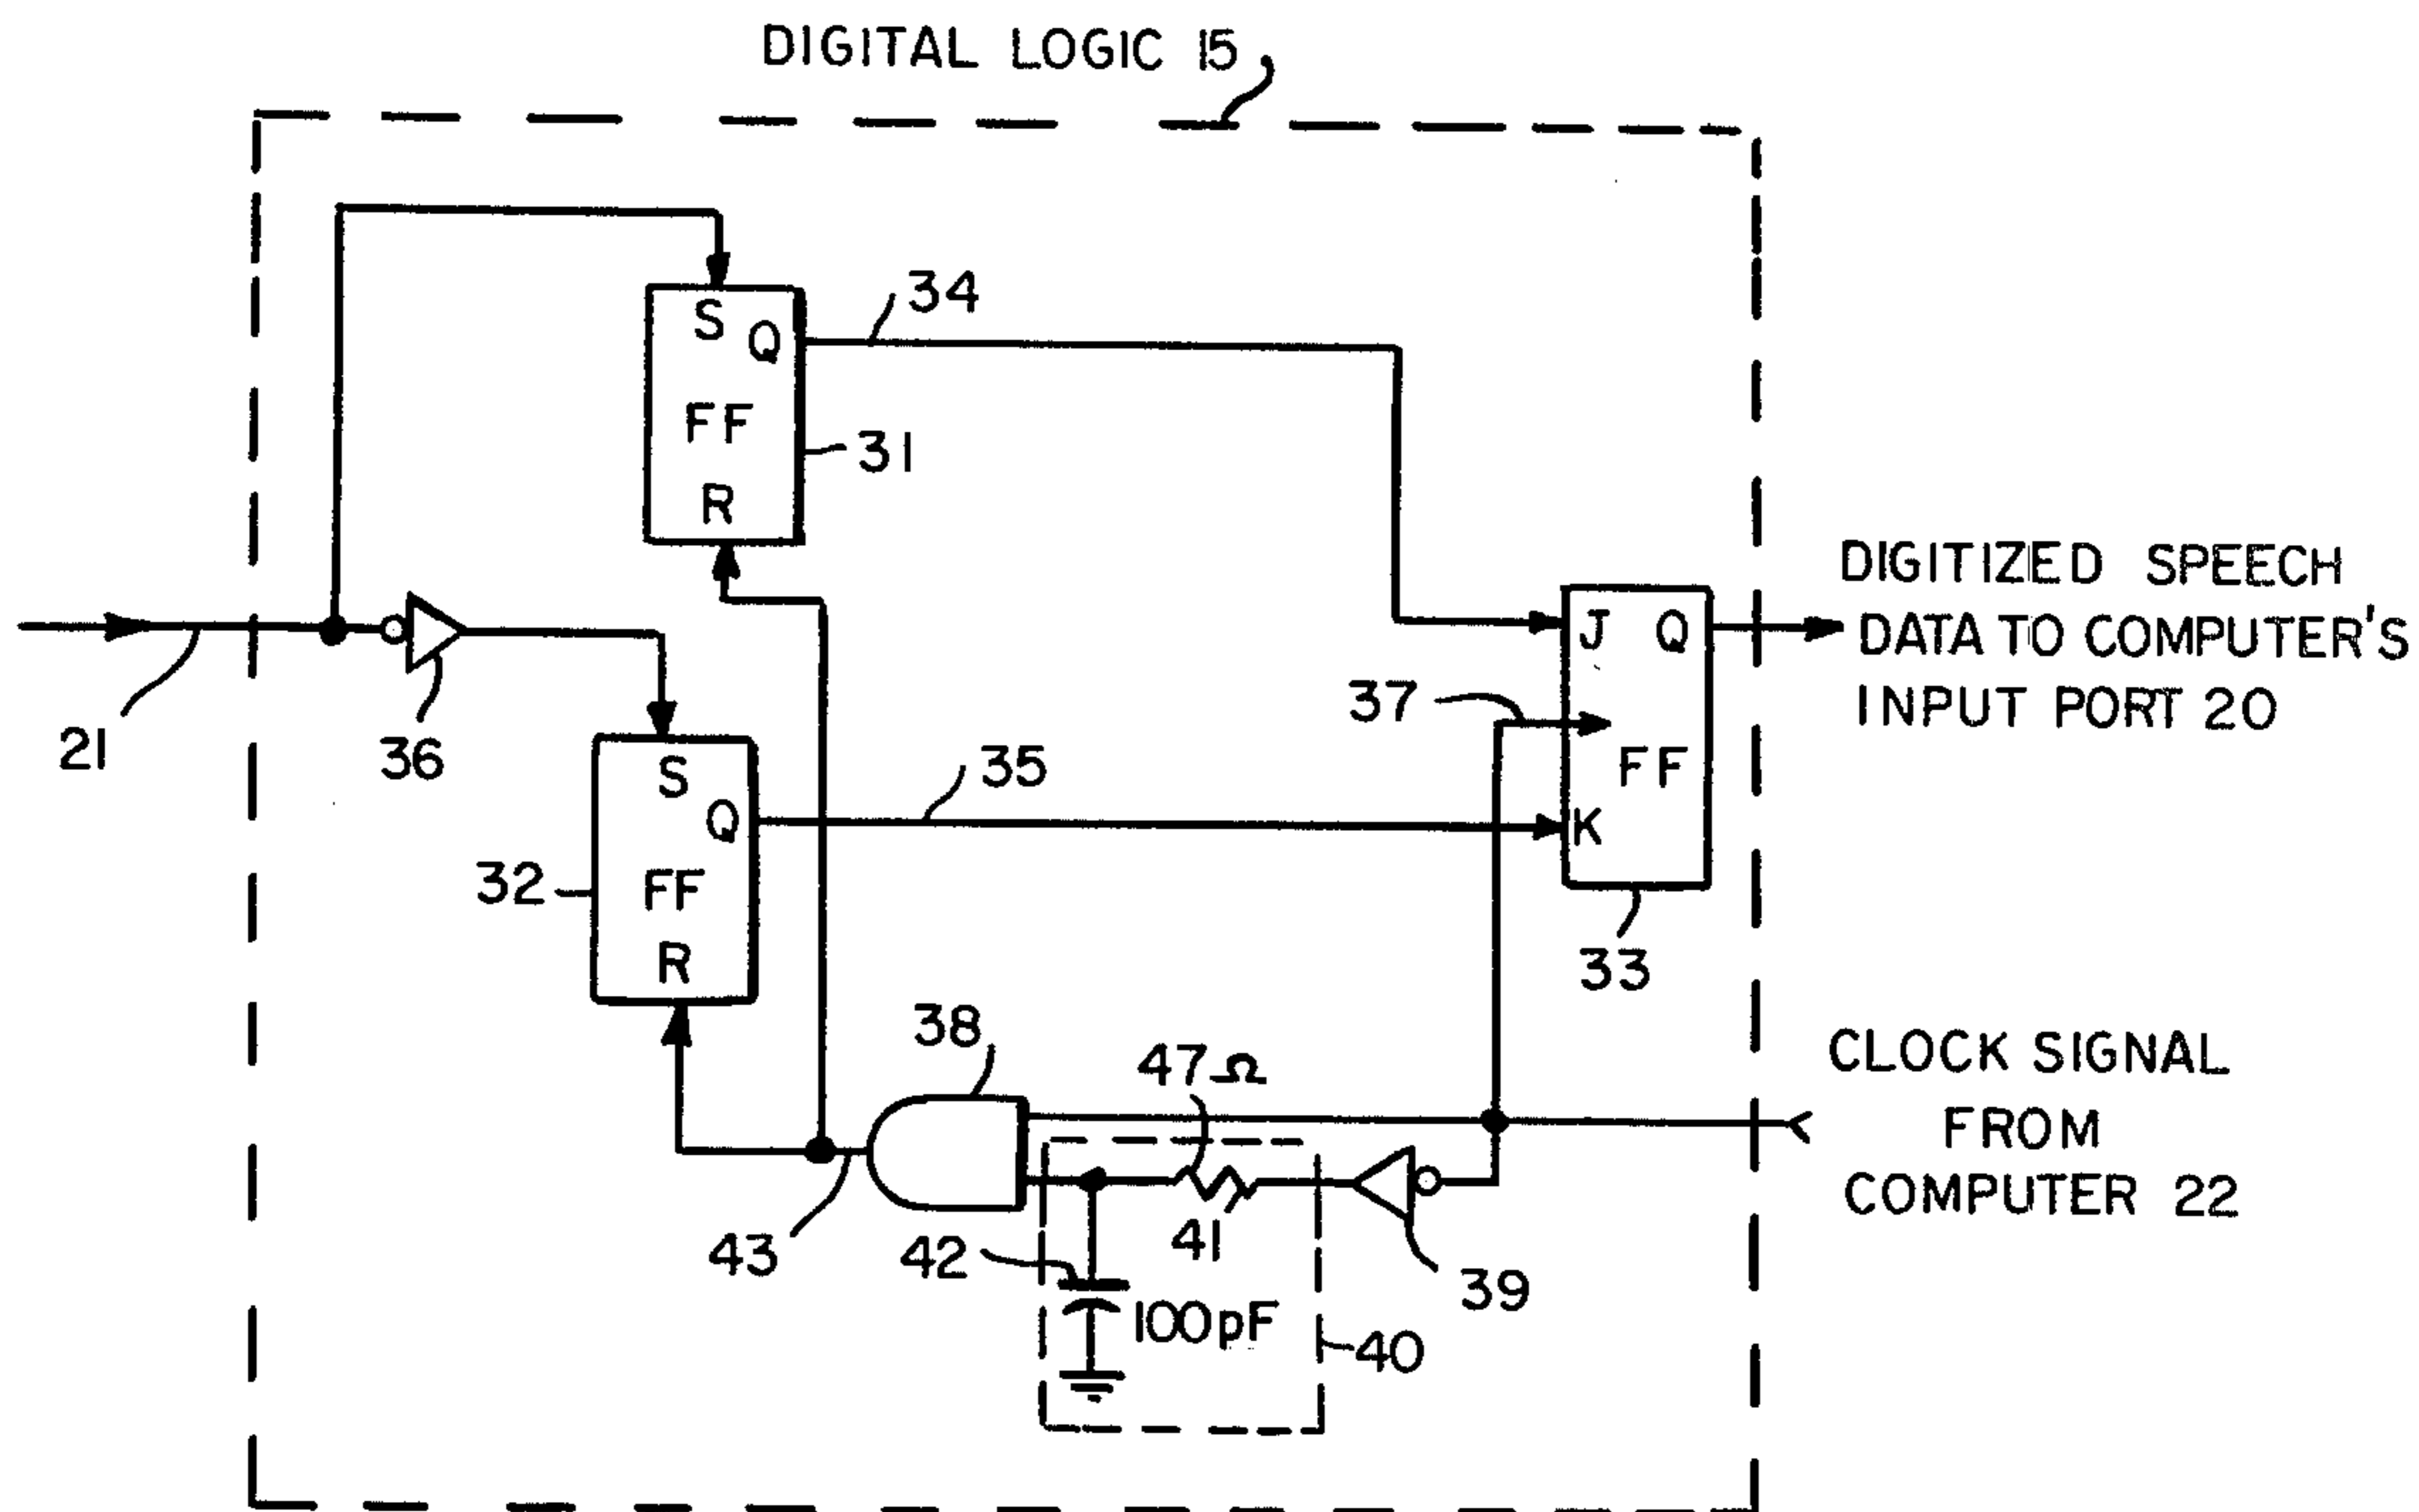 DIGITAL LOGIC 15
34
S
Q
FF
31
R
21
36
37
J Q
FF
K
33
DIGITIZED SPEECH
DATA TO COMPUTER'S
INPUT PORT 20
35
S
Q
32
FF
R
38
47Ω
CLOCK SIGNAL
FROM
COMPUTER 22
43
42
41
39
100pF
40